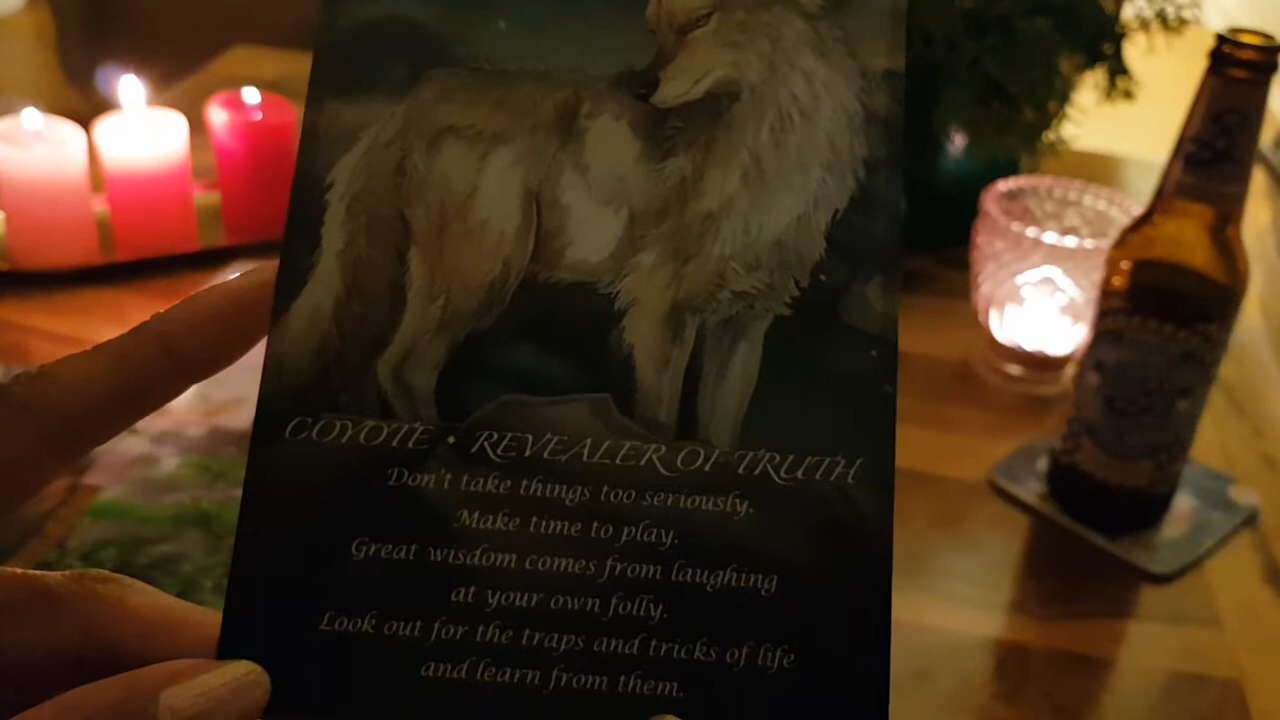 COYOTE • REVEALER OF TRUTH
Don't take things too seriously.
Make time to play.
Great wisdom comes from laughing
at your own folly.
Look out for the traps and tricks of life
and learn from them.